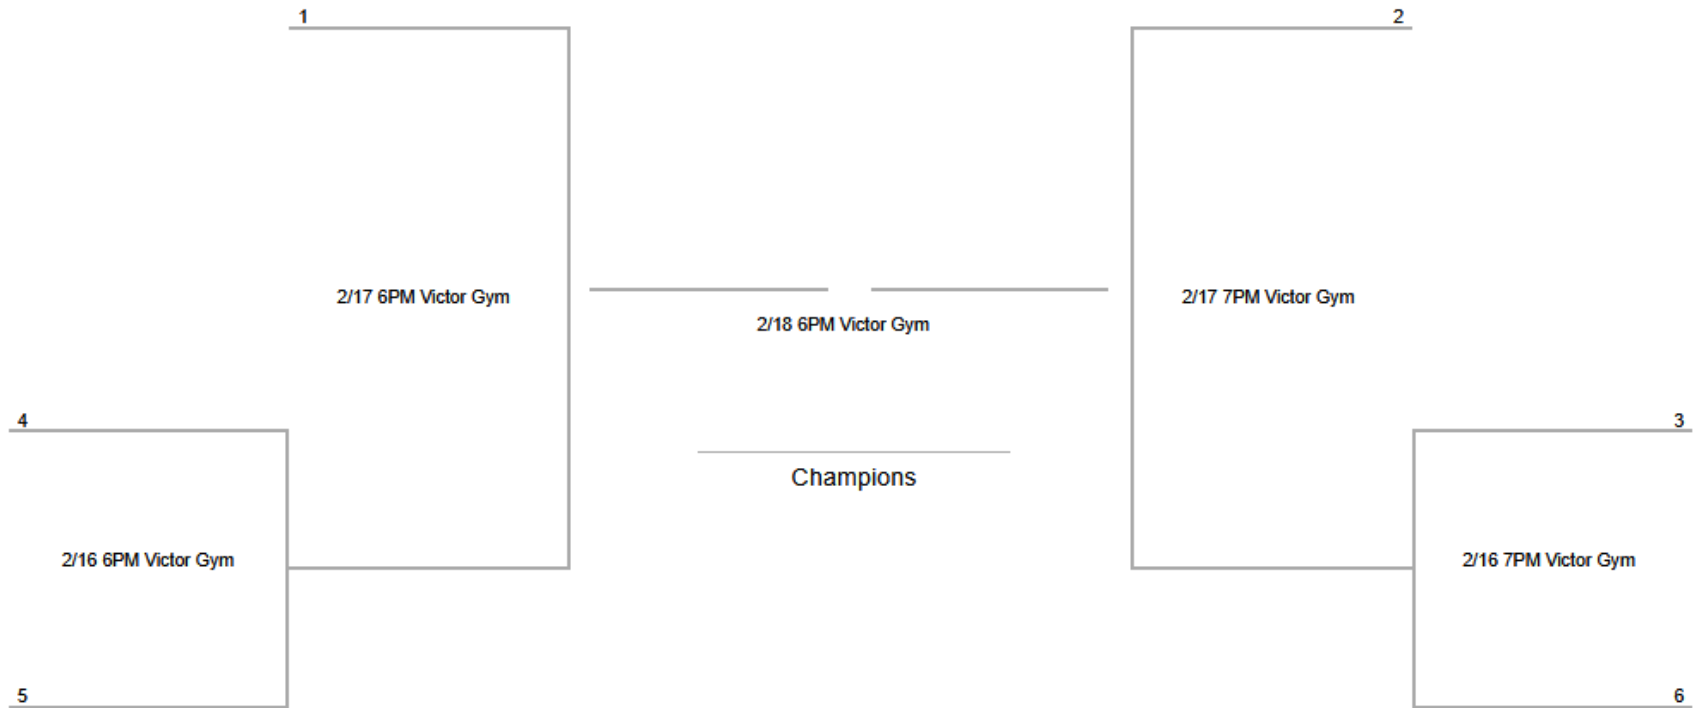 1
2
2/17 6PM Victor Gym
2/17 7PM Victor Gym
2/18 6PM Victor Gym
4
3
Champions
2/16 6PM Victor Gym
2/16 7PM Victor Gym
5
6